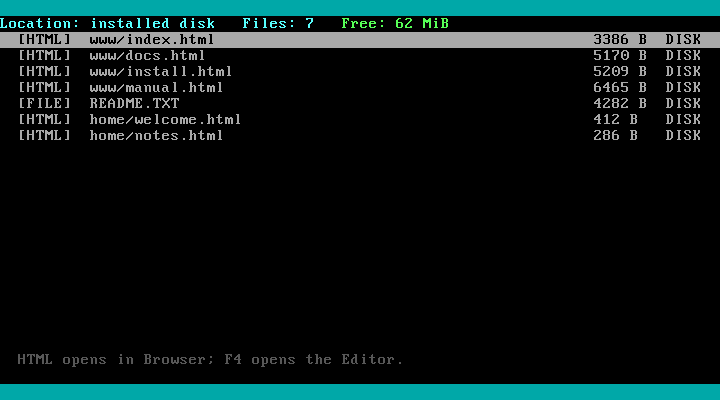 Location: installed disk   Files: 7   Free: 62 MiB
[HTML]  www/index.html  3386 B  DISK
[HTML]  www/docs.html  5170 B  DISK
[HTML]  www/install.html  5209 B  DISK
[HTML]  www/manual.html  6465 B  DISK
[FILE]  README.TXT  4282 B  DISK
[HTML]  home/welcome.html  412 B  DISK
[HTML]  home/notes.html  286 B  DISK
HTML opens in Browser; F4 opens the Editor.